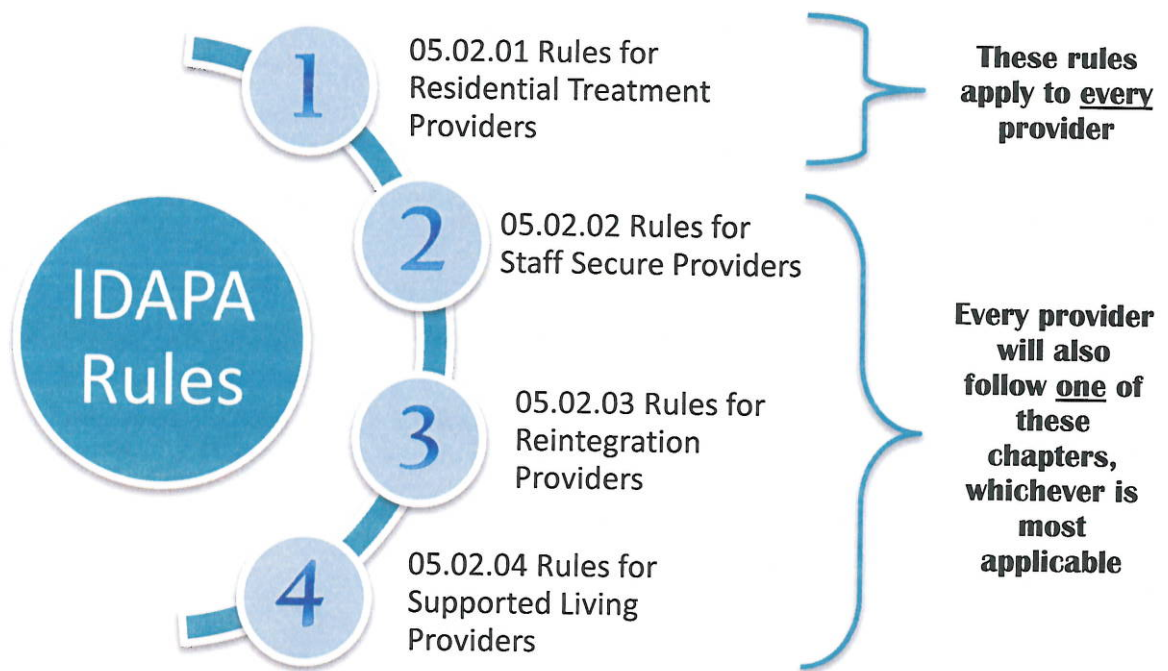 IDAPA
Rules
1
05.02.01 Rules for
Residential Treatment
Providers
2
05.02.02 Rules for
Staff Secure Providers
3
05.02.03 Rules for
Reintegration
Providers
4
05.02.04 Rules for
Supported Living
Providers
These rules
apply to every
provider
Every provider
will also
follow one of
these
chapters,
whichever is
most
applicable